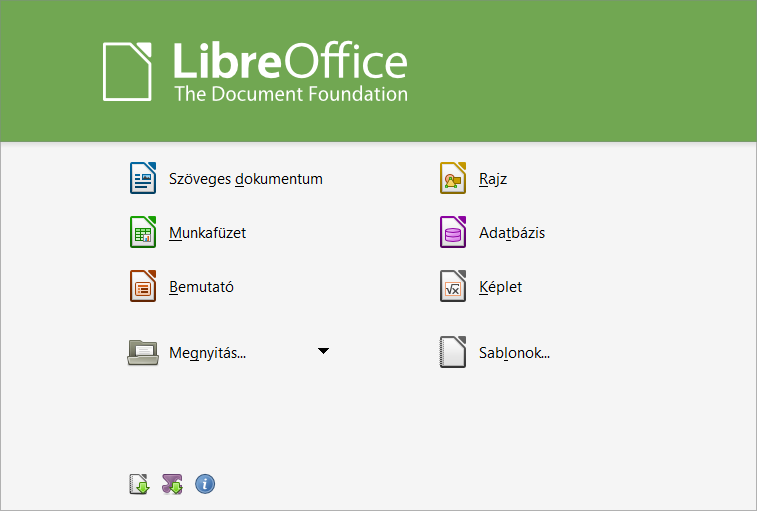 LibreOffice
The Document Foundation
Szöveges dokumentum
Rajz
Munkafüzet
Adatbázis
Bemutató
Képlet
Megnyitás...
Sablonok...